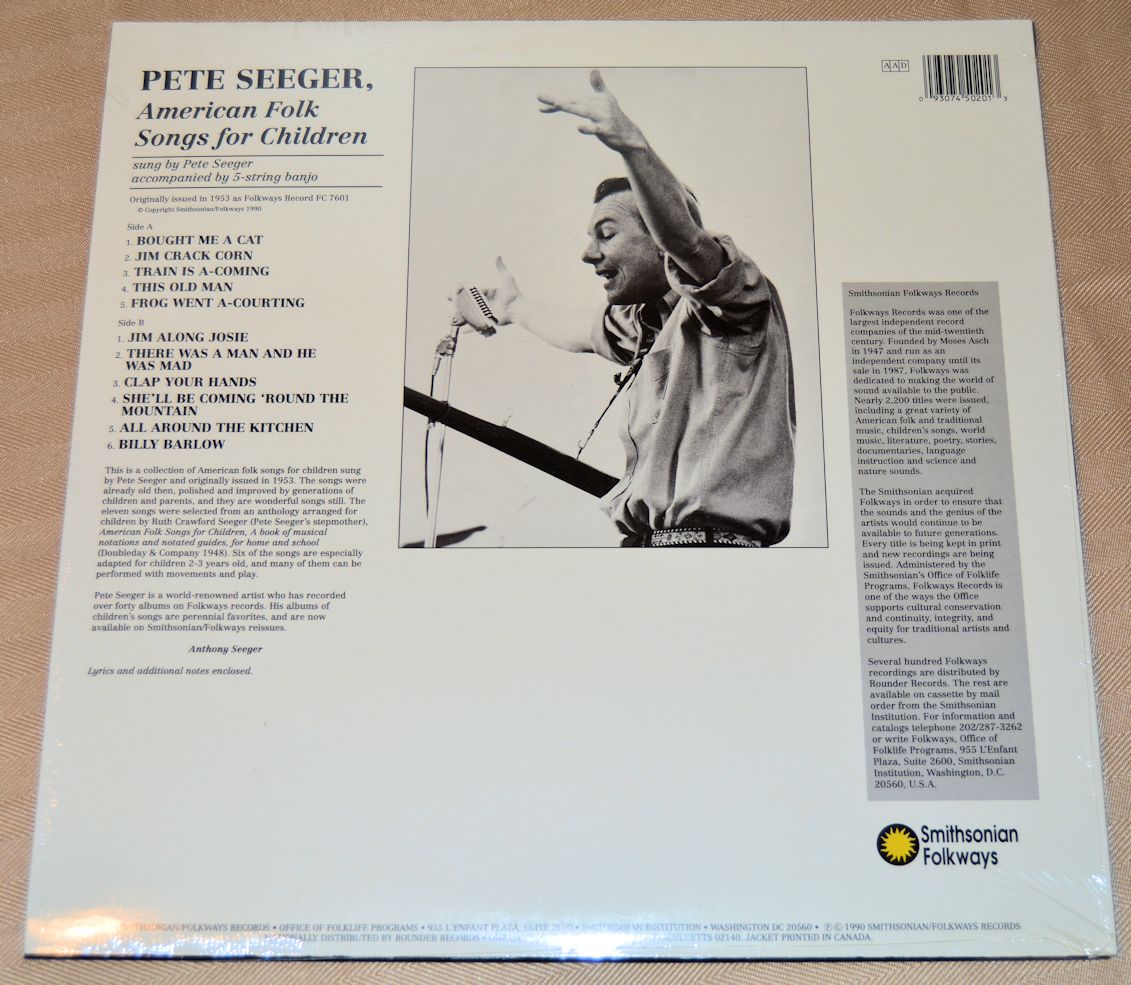 PETE SEEGER,
American Folk
Songs for Children
sung by Pete Seeger
accompanied by 5-string banjo
Originally issued in 1953 as Folkways Record FC 7601
© Copyright Smithsonian/Folkways 1990
Side A
1. BOUGHT ME A CAT
2. JIM CRACK CORN
3. TRAIN IS A-COMING
4. THIS OLD MAN
5. FROG WENT A-COURTING
Side B
1. JIM ALONG JOSIE
2. THERE WAS A MAN AND HE
WAS MAD
3. CLAP YOUR HANDS
4. SHE'LL BE COMING 'ROUND THE
MOUNTAIN
5. ALL AROUND THE KITCHEN
6. BILLY BARLOW
This is a collection of American folk songs for children sung
by Pete Seeger and originally issued in 1953. The songs were
already old then, polished and improved by generations of
children and parents, and they are wonderful songs still. The
eleven songs were selected from an anthology arranged for
children by Ruth Crawford Seeger (Pete Seeger's stepmother),
American Folk Songs for Children, A book of musical
notations and notated guides, for home and school
(Doubleday & Company 1948). Six of the songs are especially
adapted for children 2-3 years old, and many of them can be
performed with movements and play.
Pete Seeger is a world-renowned artist who has recorded
over forty albums on Folkways records. His albums of
children's songs are perennial favorites, and are now
available on Smithsonian/Folkways reissues.
Anthony Seeger
Lyrics and additional notes enclosed.
AAD
0 93074 50201 3
Smithsonian Folkways Records
Folkways Records was one of the
largest independent record
companies of the mid-twentieth
century. Founded by Moses Asch
in 1947 and run as an
independent company until its
sale in 1987, Folkways was
dedicated to making the world of
sound available to the public.
Nearly 2,200 titles were issued,
including a great variety of
American folk and traditional
music, children's songs, world
music, literature, poetry, stories,
documentaries, language
instruction and science and
nature sounds.
The Smithsonian acquired
Folkways in order to ensure that
the sounds and the genius of the
artists would continue to be
available to future generations.
Every title is being kept in print
and new recordings are being
issued. Administered by the
Smithsonian's Office of Folklife
Programs, Folkways Records is
one of the ways the Office
supports cultural conservation
and continuity, integrity, and
equity for traditional artists and
cultures.
Several hundred Folkways
recordings are distributed by
Rounder Records. The rest are
available on cassette by mail
order from the Smithsonian
Institution. For information and
catalogs telephone 202/287-3262
or write Folkways, Office of
Folklife Programs, 955 L'Enfant
Plaza, Suite 2600, Smithsonian
Institution, Washington, D.C.
20560, U.S.A.
Smithsonian
Folkways
SMITHSONIAN/FOLKWAYS RECORDS • OFFICE OF FOLKLIFE PROGRAMS • 955 L'ENFANT PLAZA, SUITE 2600 • SMITHSONIAN INSTITUTION • WASHINGTON DC 20560 • ℗ © 1990 SMITHSONIAN/FOLKWAYS RECORDS
NATIONALLY DISTRIBUTED BY ROUNDER RECORDS • MASSACHUSETTS 02140. JACKET PRINTED IN CANADA.